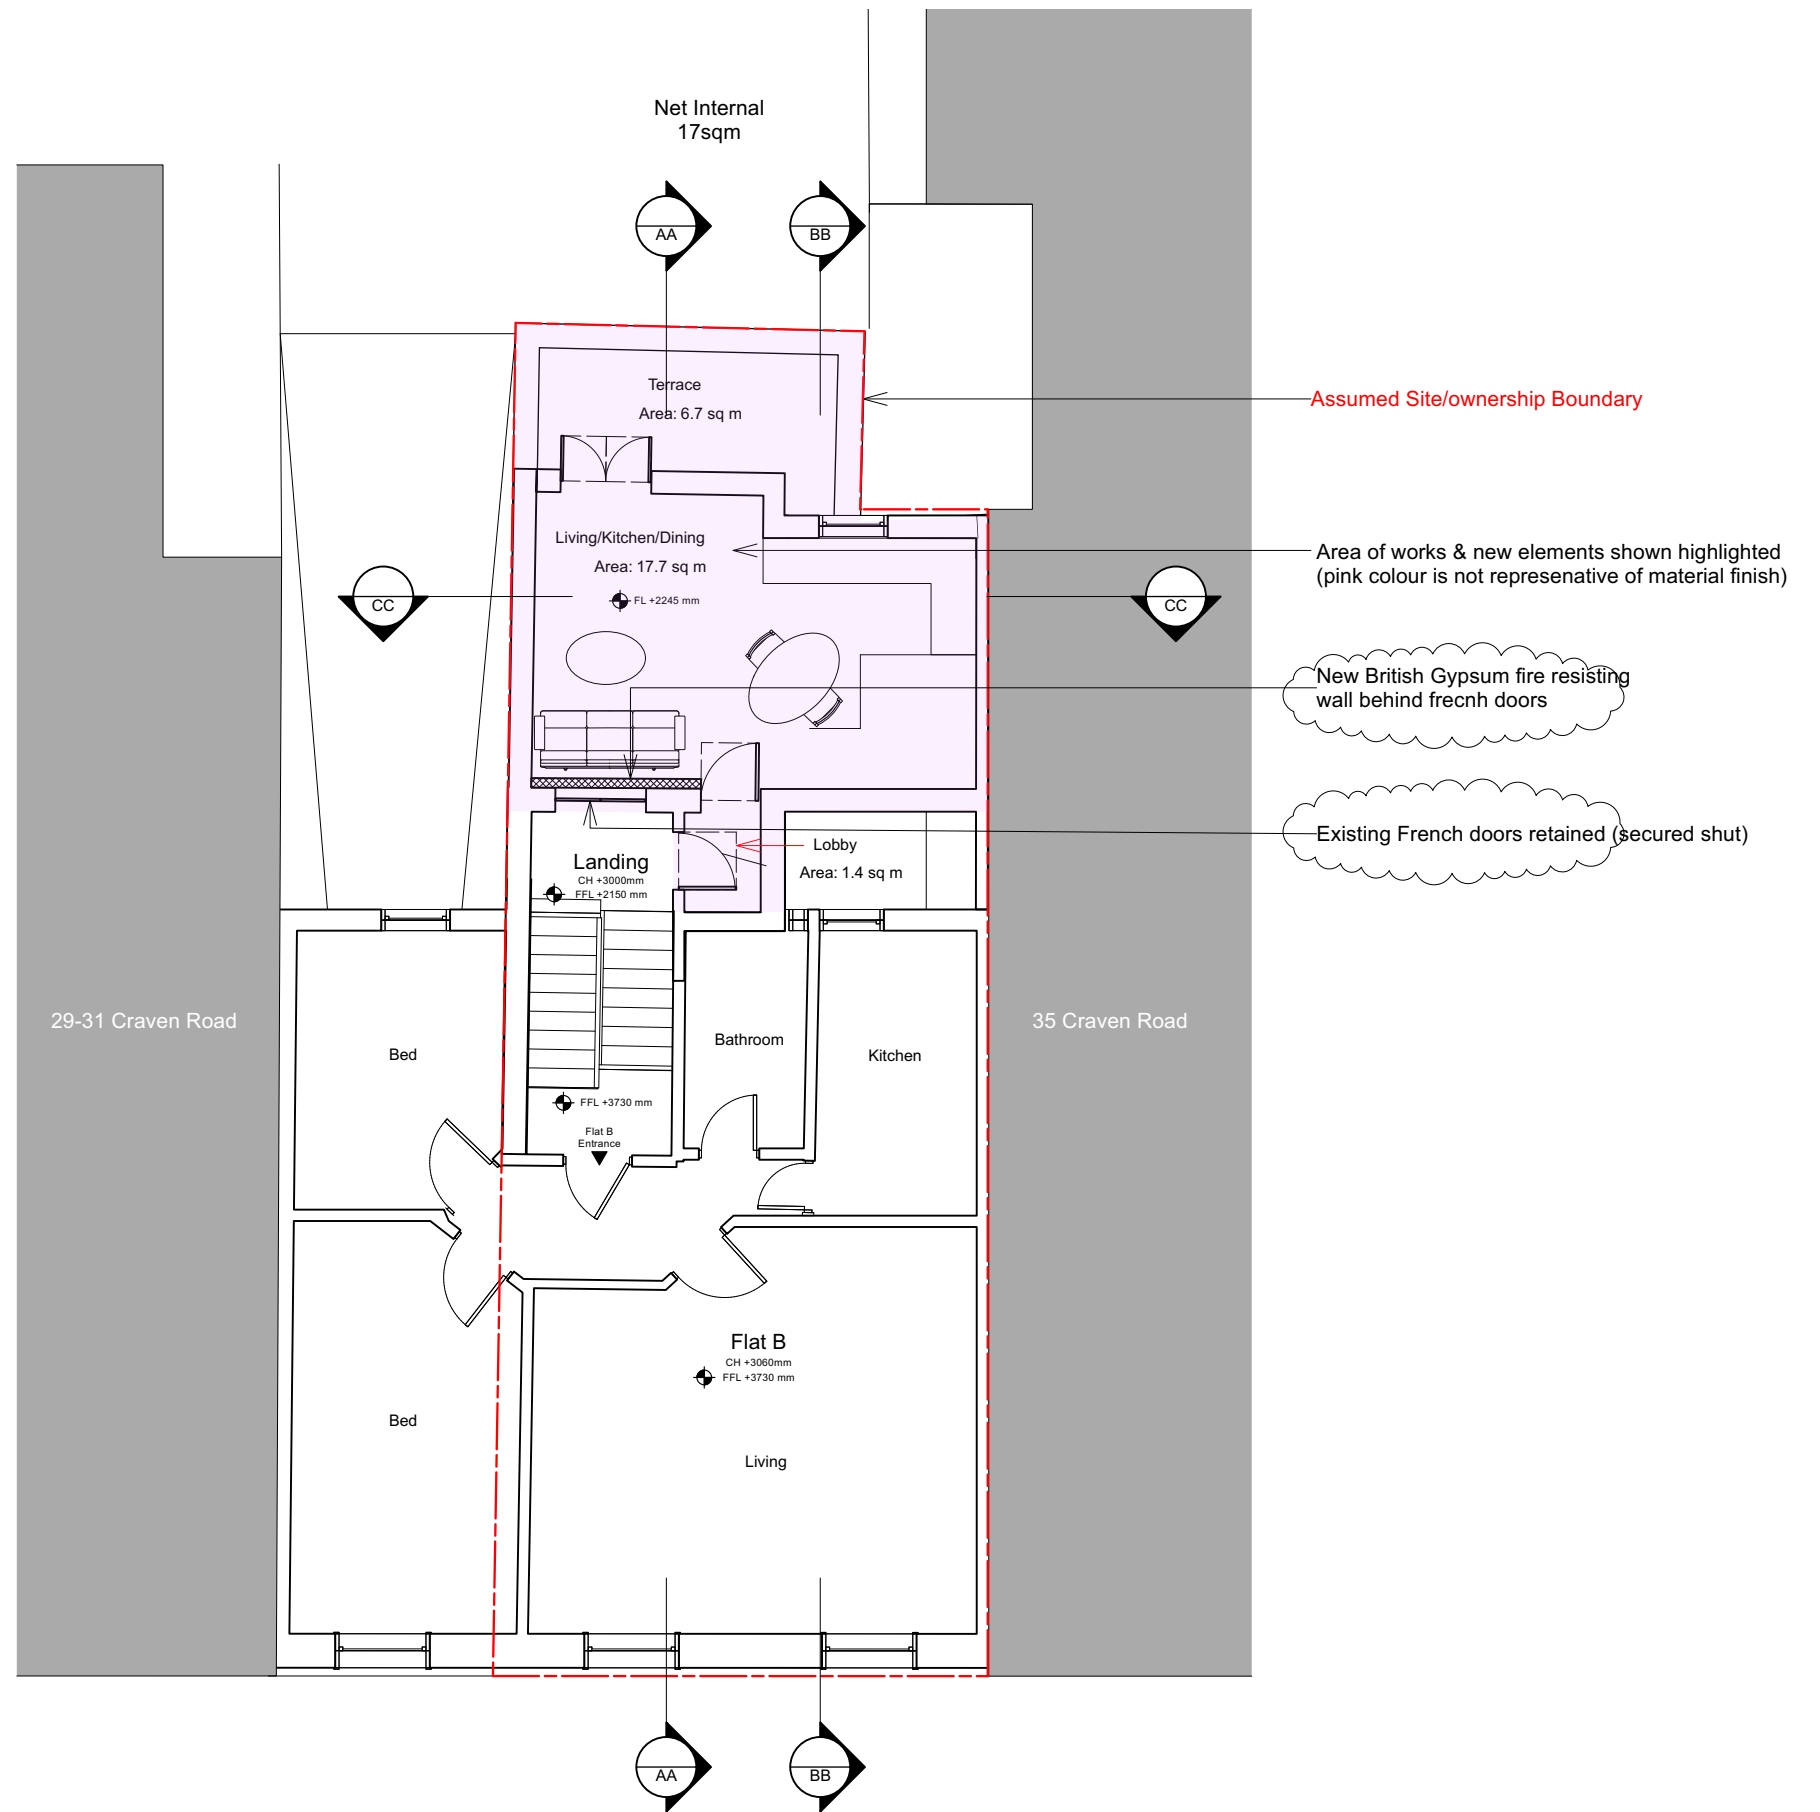 Net Internal
17sqm
AA
BB
Terrace
Area: 6.7 sq m
Assumed Site/ownership Boundary
Living/Kitchen/Dining
Area: 17.7 sq m
FL +2245 mm
Area of works & new elements shown highlighted
(pink colour is not represenative of material finish)
CC
CC
New British Gypsum fire resisting
wall behind frecnh doors
Existing French doors retained (secured shut)
Lobby
Area: 1.4 sq m
Landing
CH +3000mm
FFL +2150 mm
29-31 Craven Road
35 Craven Road
Bed
Bathroom
Kitchen
FFL +3730 mm
Flat B
Entrance
Flat B
CH +3060mm
FFL +3730 mm
Bed
Living
AA
BB